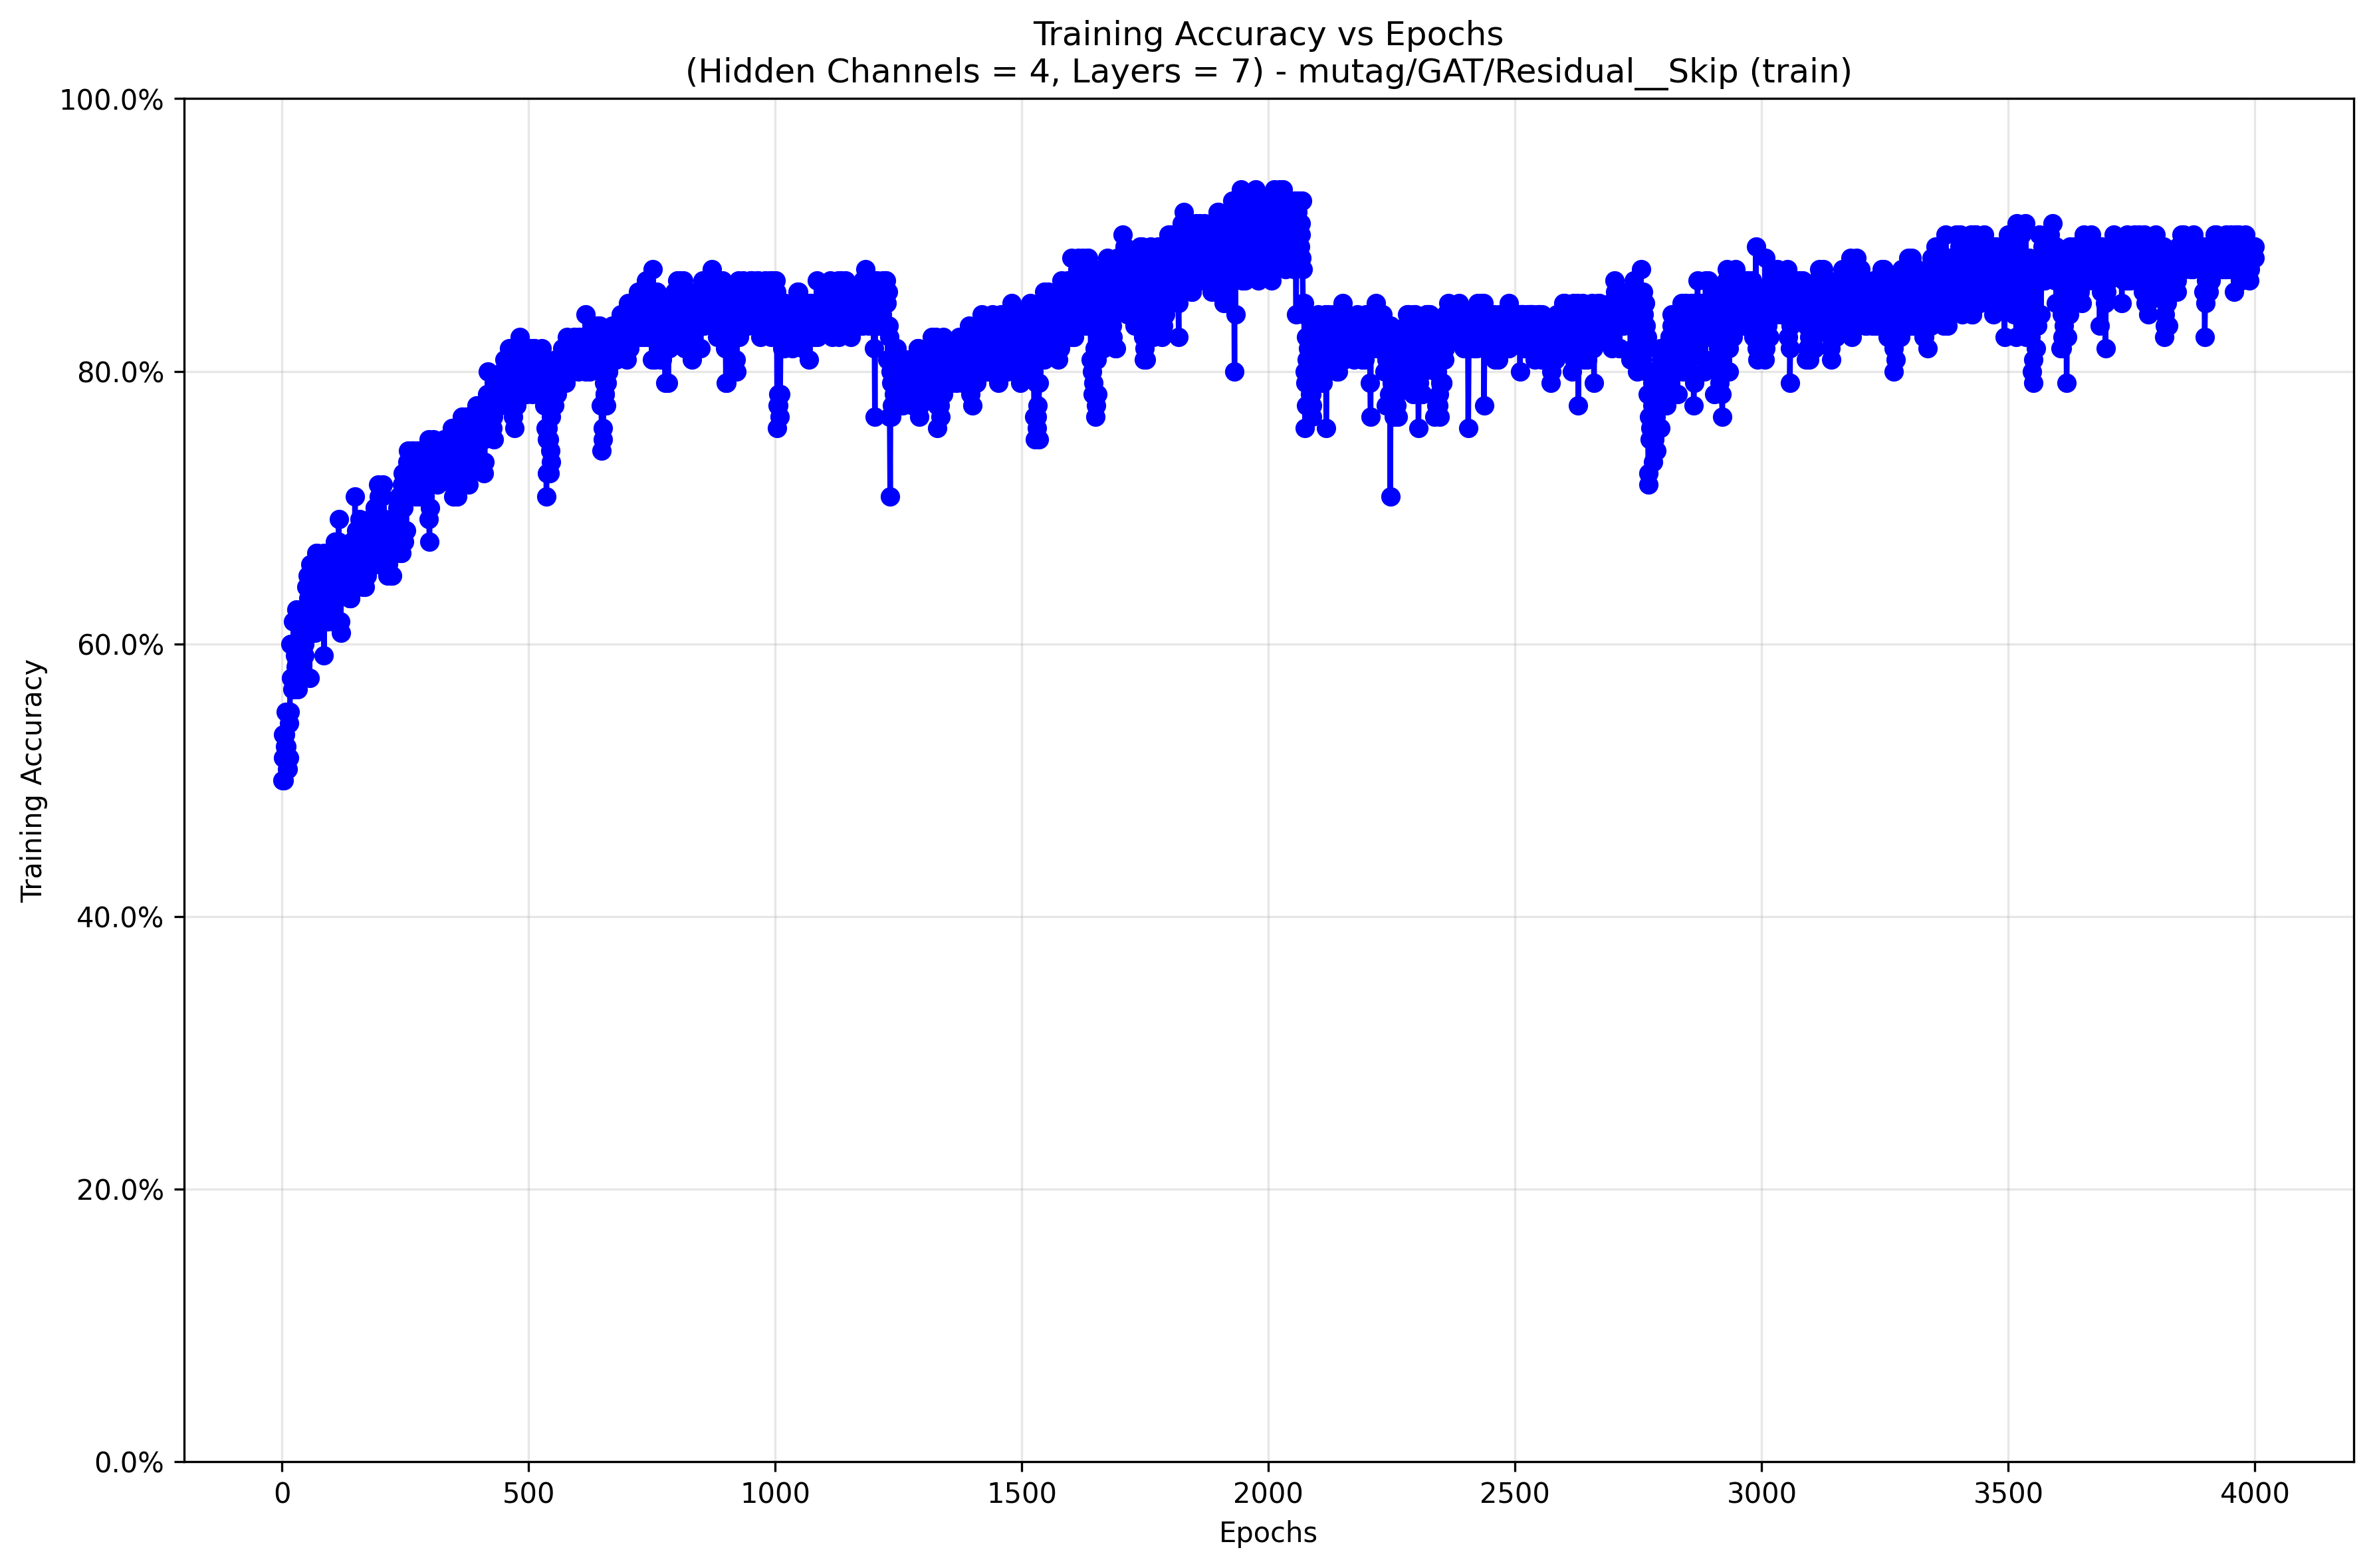 Training Accuracy vs Epochs
(Hidden Channels = 4, Layers = 7) - mutag/GAT/Residual__Skip (train)
100.0%
80.0%
60.0%
40.0%
20.0%
0.0%
Training Accuracy
0 500 1000 1500 2000 2500 3000 3500 4000
Epochs